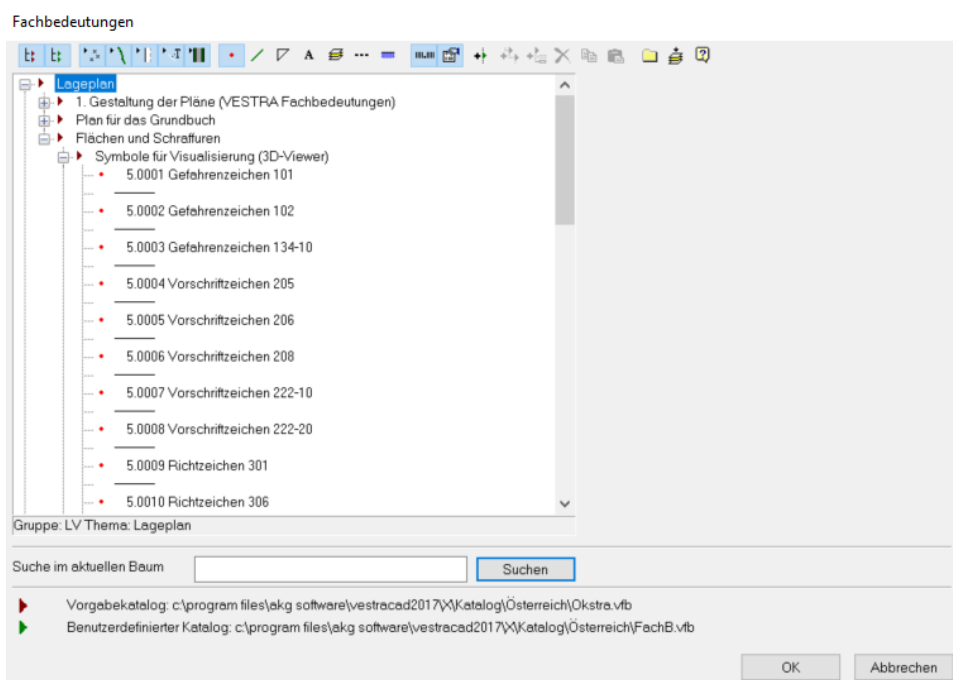 Fachbedeutungen
Lageplan
1. Gestaltung der Pläne (VESTRA Fachbedeutungen)
Plan für das Grundbuch
Flächen und Schraffuren
Symbole für Visualisierung (3D-Viewer)
5.0001 Gefahrenzeichen 101
5.0002 Gefahrenzeichen 102
5.0003 Gefahrenzeichen 134-10
5.0004 Vorschriftzeichen 205
5.0005 Vorschriftzeichen 206
5.0006 Vorschriftzeichen 208
5.0007 Vorschriftzeichen 222-10
5.0008 Vorschriftzeichen 222-20
5.0009 Richtzeichen 301
5.0010 Richtzeichen 306
Gruppe: LV Thema: Lageplan
Suche im aktuellen Baum Suchen
Vorgabekatalog: c:\program files\akg software\vestracad2017\X\Katalog\Österreich\Okstra.vfb
Benutzerdefinierter Katalog: c:\program files\akg software\vestracad2017\X\Katalog\Österreich\FachB.vfb
OK Abbrechen